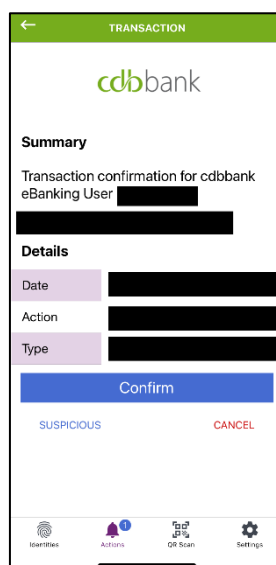 TRANSACTION
cdbbank
Summary
Transaction confirmation for cdbbank
eBanking User
Details
Date
Action
Type
Confirm
SUSPICIOUS CANCEL
1
Identities Actions QR Scan Settings